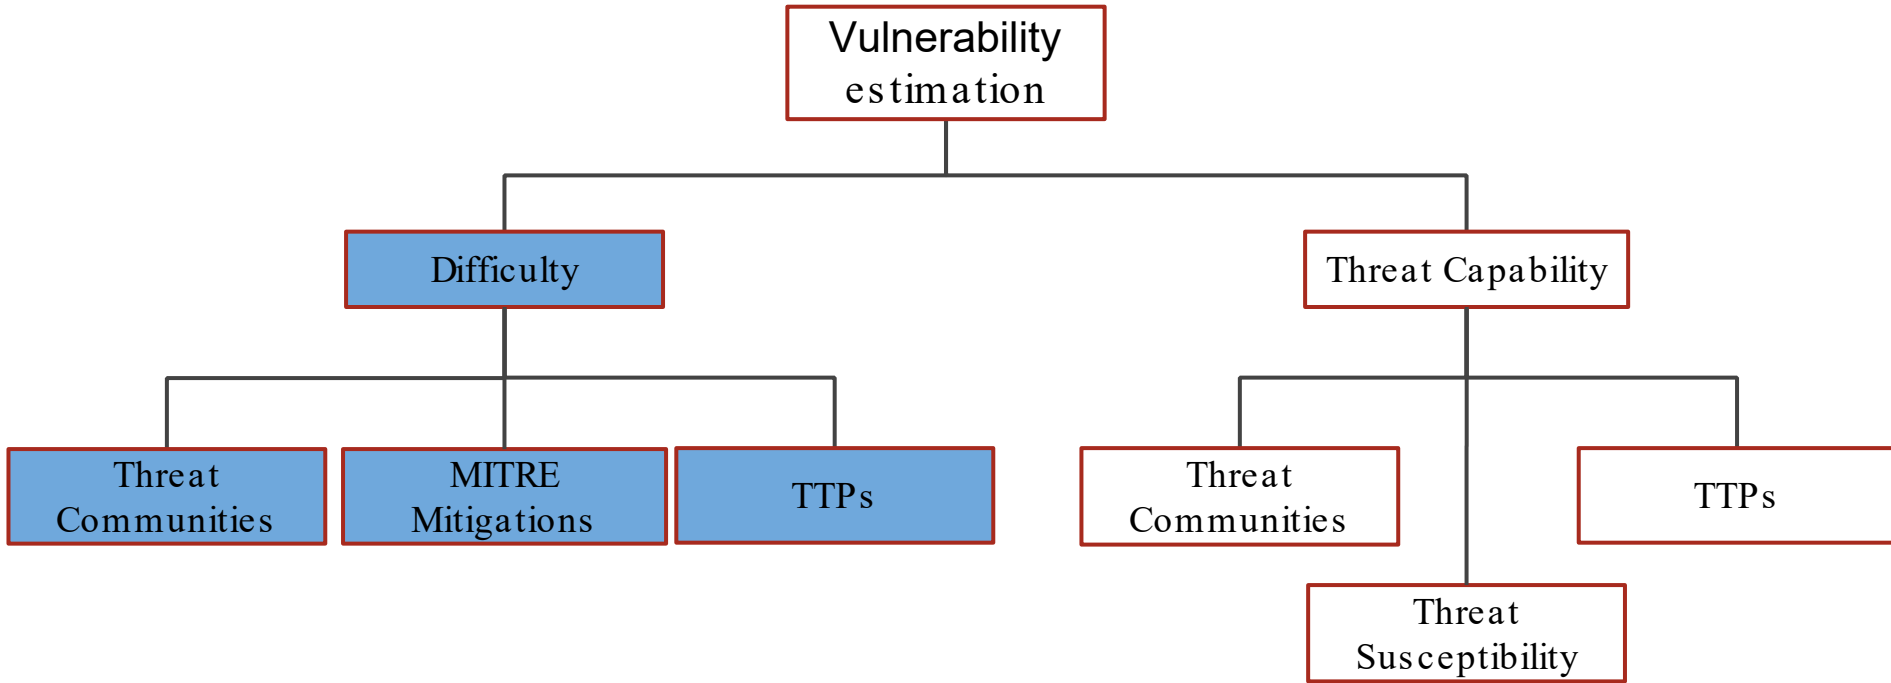 Vulnerability
estimation
Difficulty
Threat Capability
Threat
Communities
MITRE
Mitigations
TTPs
Threat
Communities
TTPs
Threat
Susceptibility